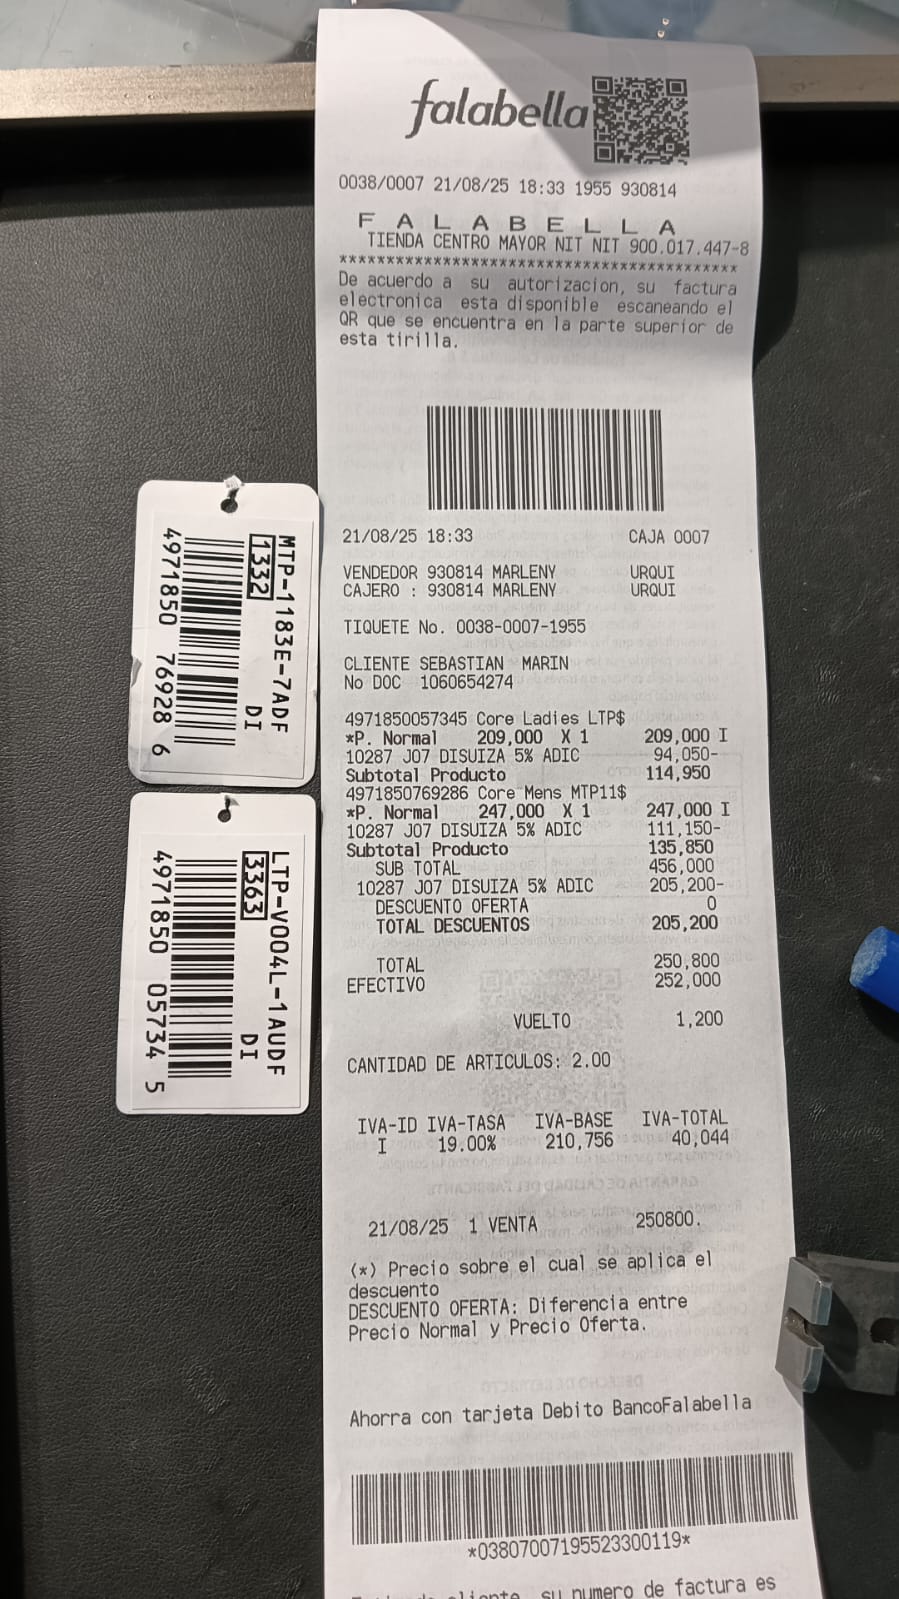 falabella
0038/0007 21/08/25 18:33 1955 930814
F A L A B E L L A
TIENDA CENTRO MAYOR NIT NIT 900.017.447-8
******************************************
De acuerdo a su autorizacion, su factura
electronica esta disponible escaneando el
QR que se encuentra en la parte superior de
esta tirilla.
21/08/25 18:33 CAJA 0007
VENDEDOR 930814 MARLENY URQUI
CAJERO : 930814 MARLENY URQUI
TIQUETE No. 0038-0007-1955
CLIENTE SEBASTIAN MARIN
No DOC 1060654274
4971850057345 Core Ladies LTP$
*P. Normal 209,000 X 1 209,000 I
10287 J07 DISUIZA 5% ADIC 94,050-
Subtotal Producto 114,950
4971850769286 Core Mens MTP11$
*P. Normal 247,000 X 1 247,000 I
10287 J07 DISUIZA 5% ADIC 111,150-
Subtotal Producto 135,850
SUB TOTAL 456,000
10287 J07 DISUIZA 5% ADIC 205,200-
DESCUENTO OFERTA 0
TOTAL DESCUENTOS 205,200
TOTAL 250,800
EFECTIVO 252,000
VUELTO 1,200
CANTIDAD DE ARTICULOS: 2.00
IVA-ID IVA-TASA IVA-BASE IVA-TOTAL
I 19.00% 210,756 40,044
21/08/25 1 VENTA 250800.
(*) Precio sobre el cual se aplica el
descuento
DESCUENTO OFERTA: Diferencia entre
Precio Normal y Precio Oferta.
Ahorra con tarjeta Debito BancoFalabella
*03807007195523300119*
su numero de factura es
MTP-1183E-7ADF
1332 DI
4971850 76928 6
LTP-V004L-1AUDF
3363 DI
4971850 05734 5